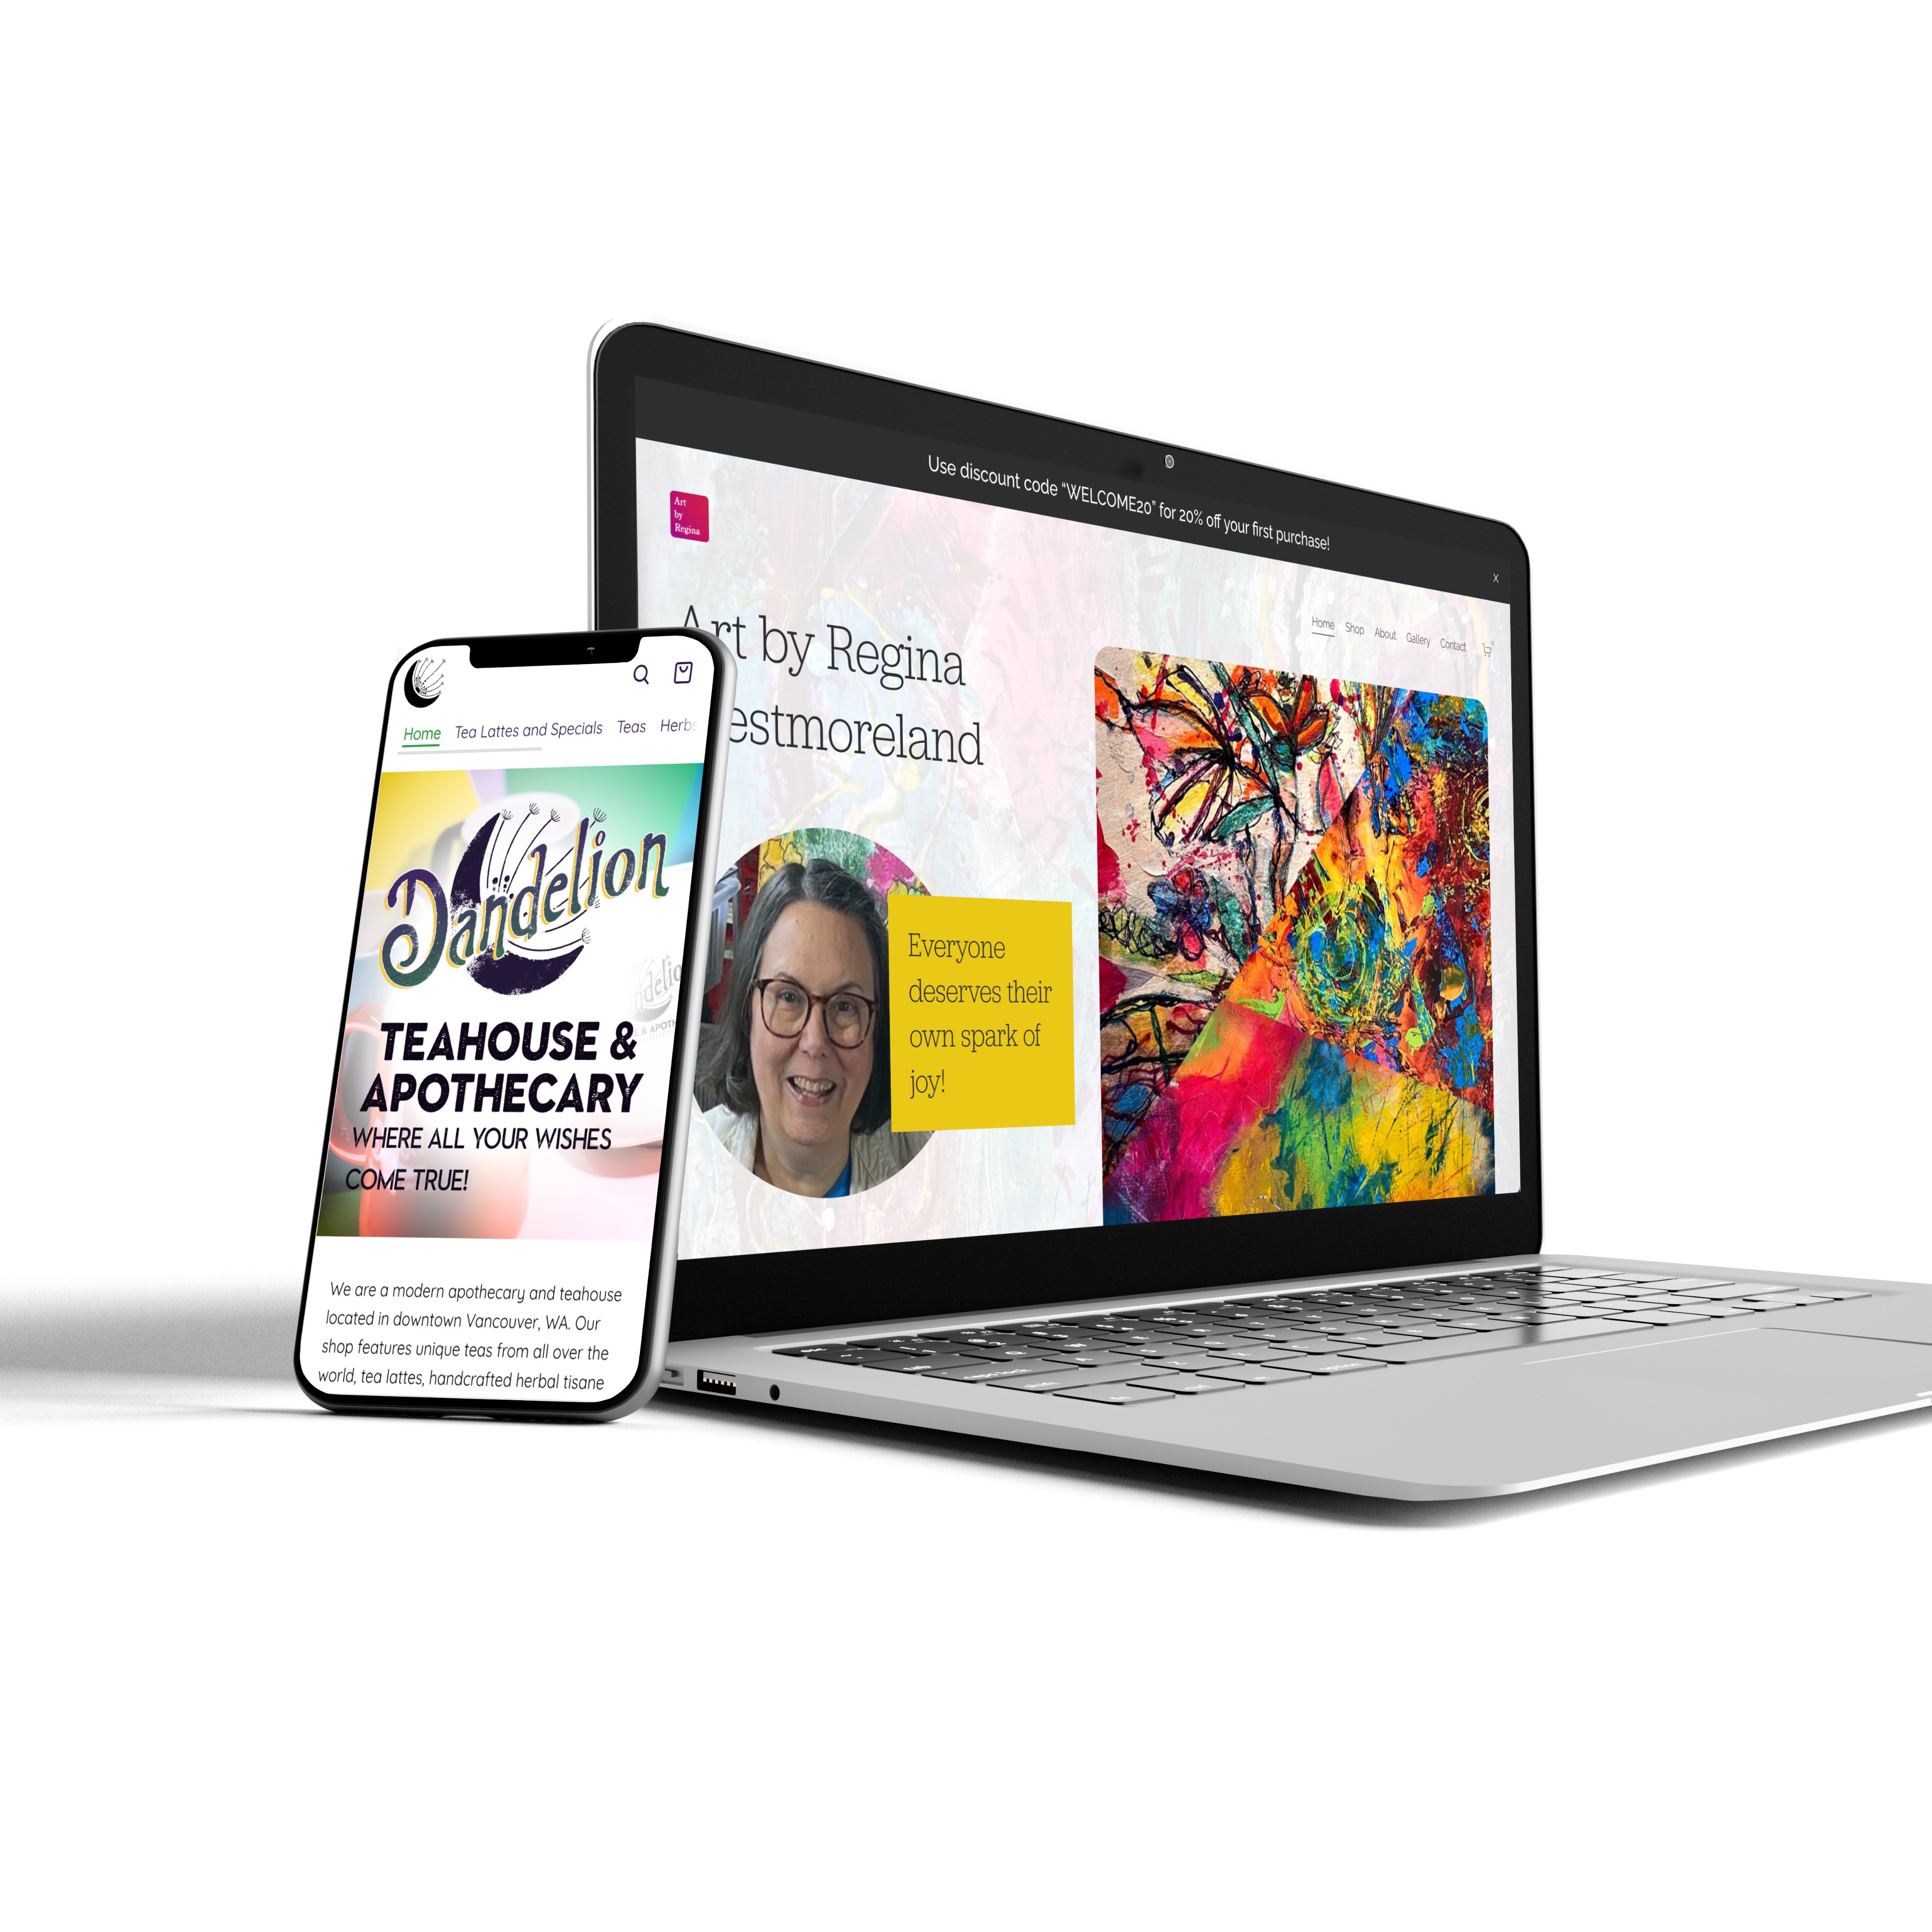 Use discount code “WELCOME20” for 20% off your first purchase!
X
Art
by
Regina
Home Shop About Gallery Contact
Art by Regina
estmoreland
Everyone
deserves their
own spark of
joy!
Home Tea Lattes and Specials Teas Herbs
Dandelion
TEAHOUSE &
APOTHECARY
WHERE ALL YOUR WISHES
COME TRUE!
We are a modern apothecary and teahouse
located in downtown Vancouver, WA. Our
shop features unique teas from all over the
world, tea lattes, handcrafted herbal tisane